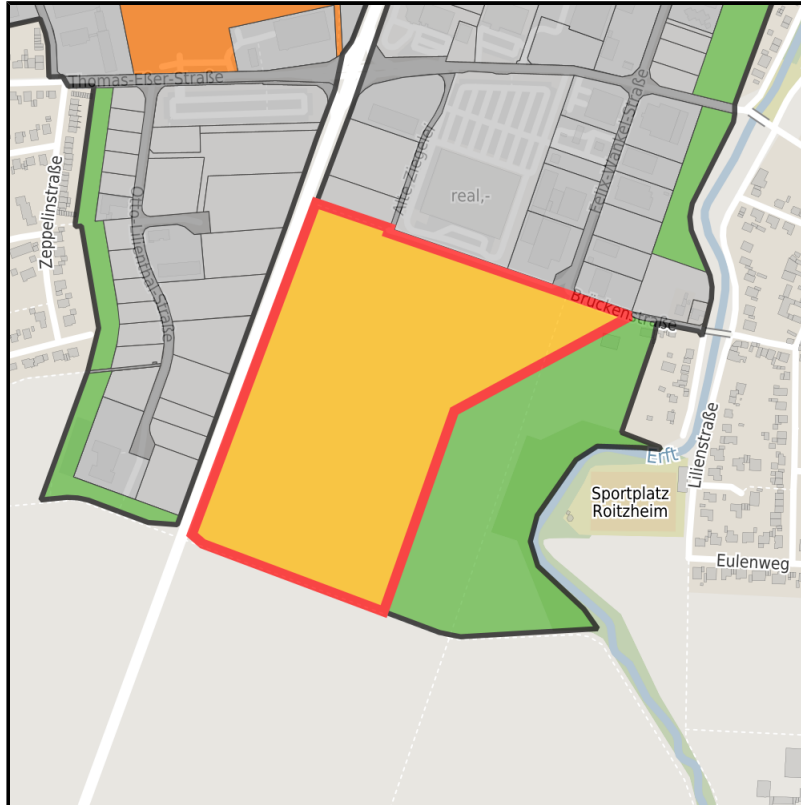 Thomas-Eßer-Straße
Zeppelinstraße
Otto-Lilienthal-Straße
Alte Ziegelei
real,-
Felix-Wankel-Straße
Brückenstraße
Erft
Lilienstraße
Sportplatz
Roitzheim
Eulenweg